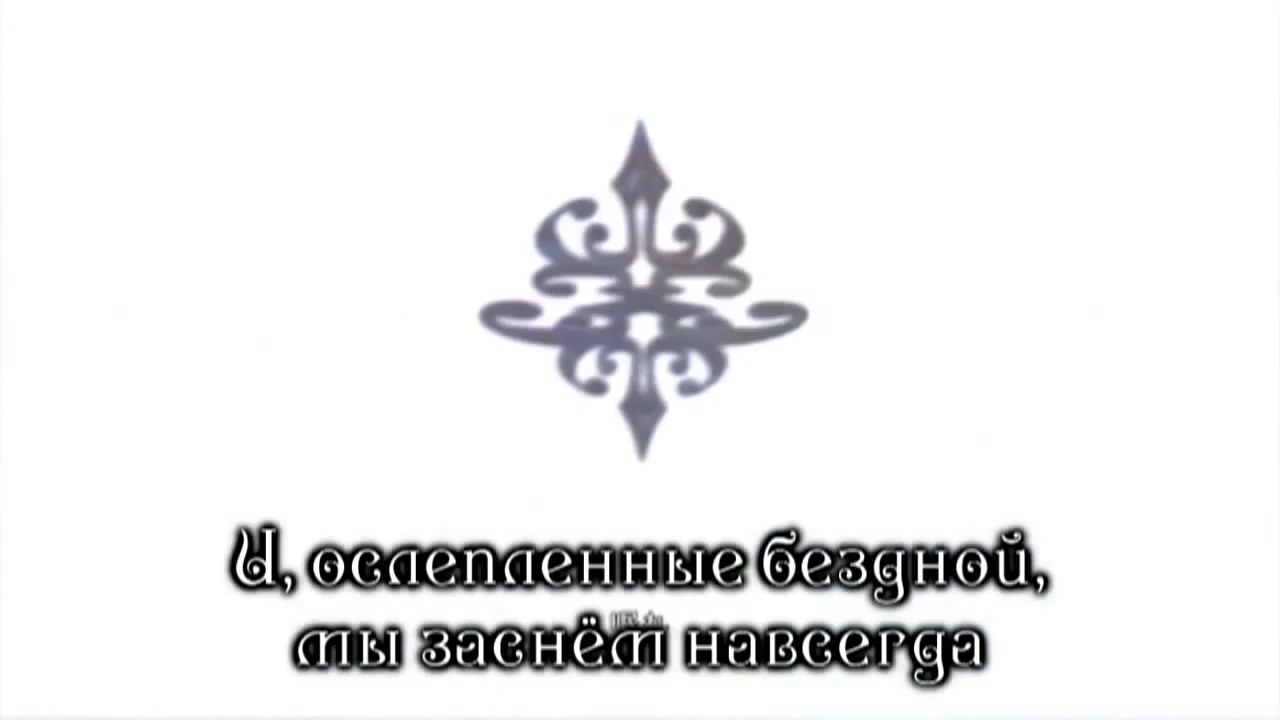 И, ослепленные бездной,
мы заснём навсегда